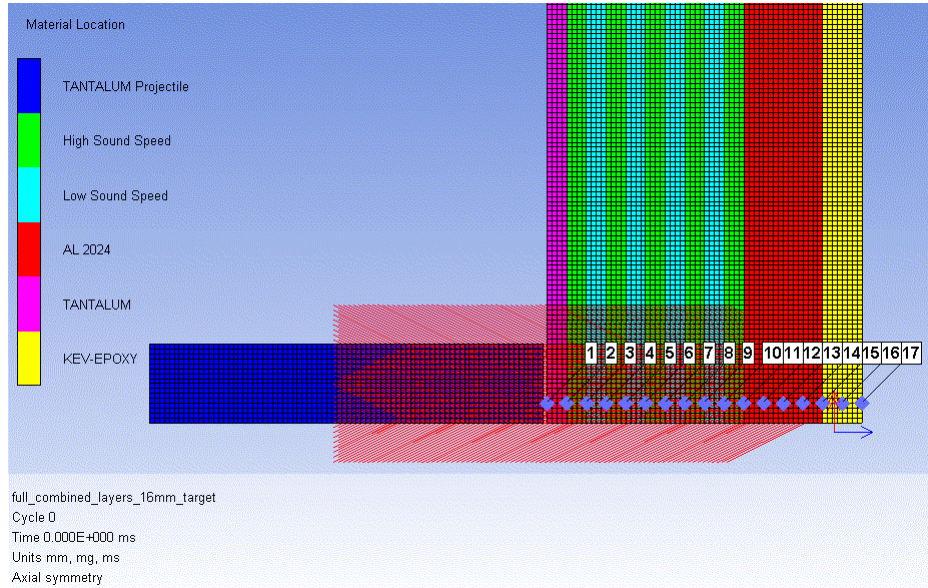 Material Location
TANTALUM Projectile
High Sound Speed
Low Sound Speed
AL 2024
TANTALUM
KEV-EPOXY
1 2 3 4 5 6 7 8 9 10 11 12 13 14 15 16 17
full_combined_layers_16mm_target
Cycle 0
Time 0.000E+000 ms
Units mm, mg, ms
Axial symmetry